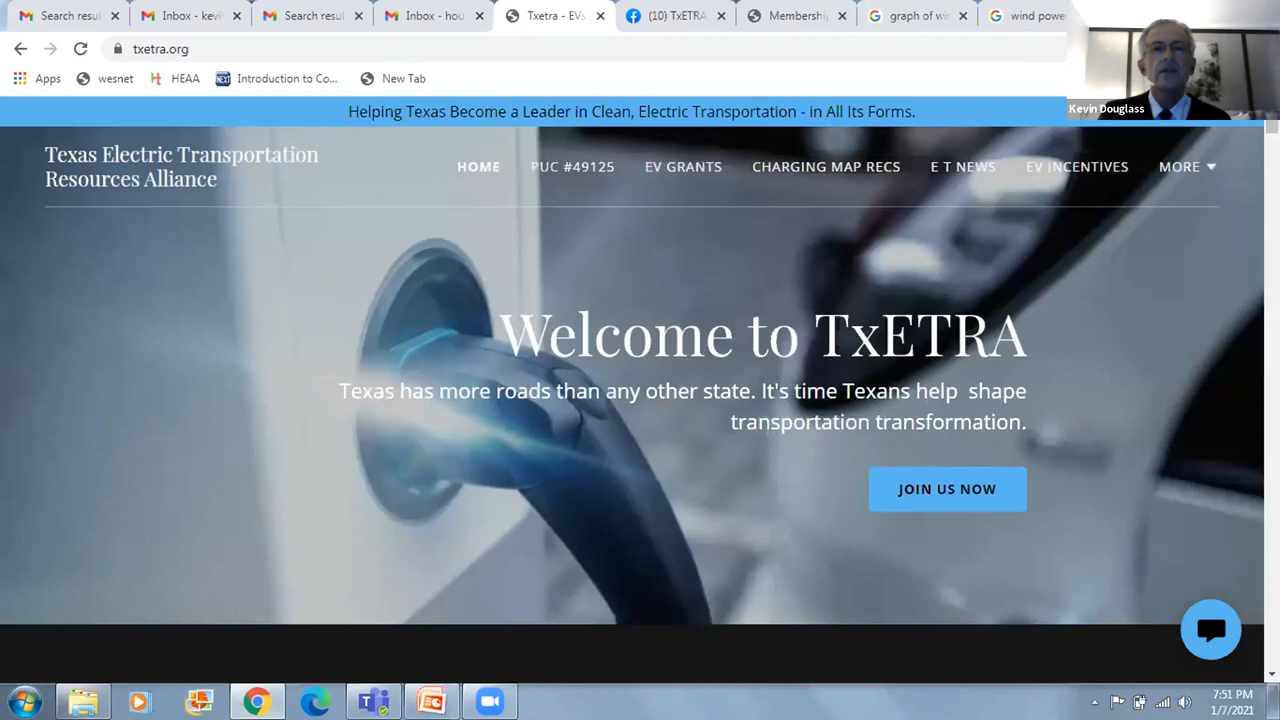 Search resul
Inbox - kevi
Search resul
Inbox - hou
Txetra - EVs
(10) TxETRA
Membership
graph of wi
wind powe
txetra.org
Apps
wesnet
HEAA
Introduction to Co...
New Tab
Kevin Douglass
Helping Texas Become a Leader in Clean, Electric Transportation - in All Its Forms.
Texas Electric Transportation
Resources Alliance
HOME PUC #49125 EV GRANTS CHARGING MAP RECS E T NEWS EV INCENTIVES MORE
Welcome to TxETRA
Texas has more roads than any other state. It's time Texans help shape
transportation transformation.
JOIN US NOW
7:51 PM
1/7/2021